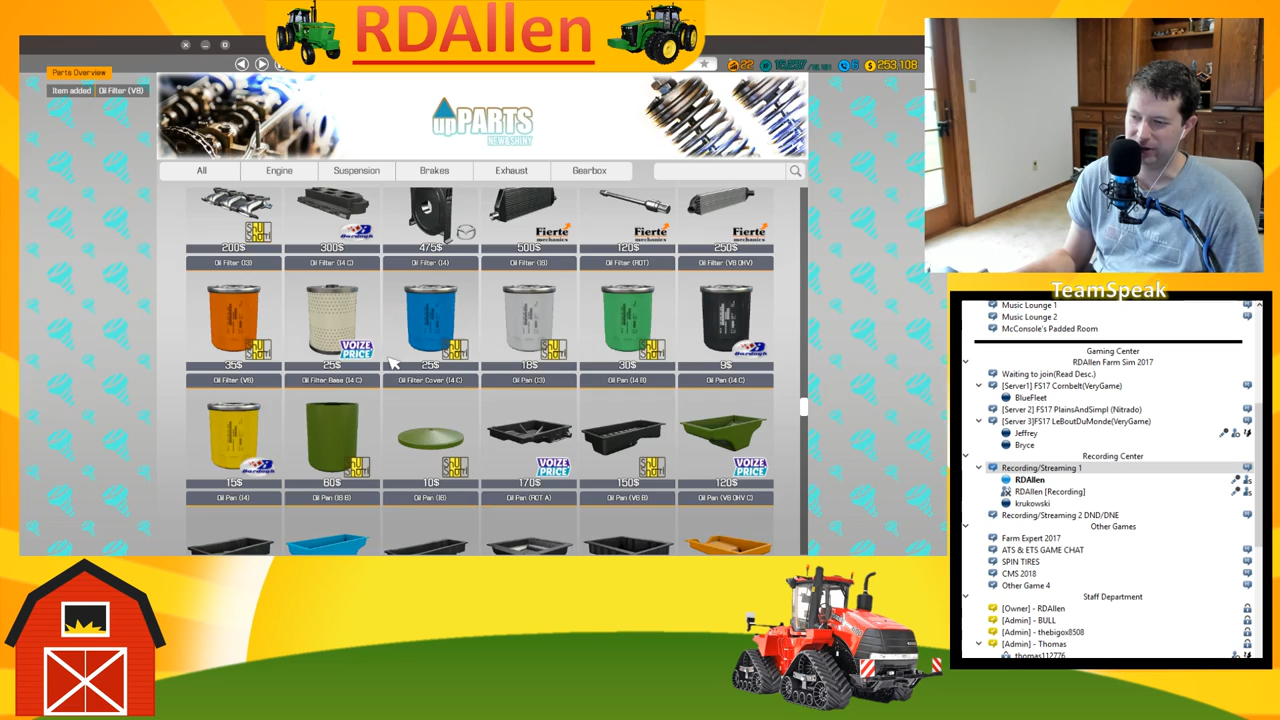 RDAllen
Parts Overview
Item added Oil Filter (V8)
22
6 $ 253,108
upPARTS
NEW&SHINY
All Engine Suspension Brakes Exhaust Gearbox
Fierte mechanics Fierte mechanics Fierte mechanics
200$ 300$ 475$ 500$ 120$ 250$
Oil Filter (I3) Oil Filter (I4 C) Oil Filter (I4) Oil Filter (I6) Oil Filter (ROT) Oil Filter (V8 OHV)
VOIZE PRICE
35$ 25$ 25$ 18$ 30$ 9$
Oil Filter (V8) Oil Filter Base (I4 C) Oil Filter Cover (I4 C) Oil Pan (I3) Oil Pan (I4 B) Oil Pan (I4 C)
VOIZE PRICE VOIZE PRICE
15$ 60$ 10$ 170$ 150$ 120$
Oil Pan (I4) Oil Pan (I6 B) Oil Pan (I6) Oil Pan (ROT A) Oil Pan (V6 B) Oil Pan (V8 OHV C)
TeamSpeak
Music Lounge 1
Music Lounge 2
McConsole's Padded Room
Gaming Center
RDAllen Farm Sim 2017
Waiting to join(Read Desc.)
[Server1] FS17 Cornbelt(VeryGame)
BlueFleet
[Server 2] FS17 PlainsAndSimpl (Nitrado)
[Server 3]FS17 LeBoutDuMonde(VeryGame)
Jeffrey
Bryce
Recording Center
Recording/Streaming 1
RDAllen
RDAllen [Recording]
krukowski
Recording/Streaming 2 DND/DNE
Other Games
Farm Expert 2017
ATS & ETS GAME CHAT
SPIN TIRES
CMS 2018
Other Game 4
Staff Department
[Owner] - RDAllen
[Admin] - BULL
[Admin] - thebigox8508
[Admin] - Thomas
thomas112776